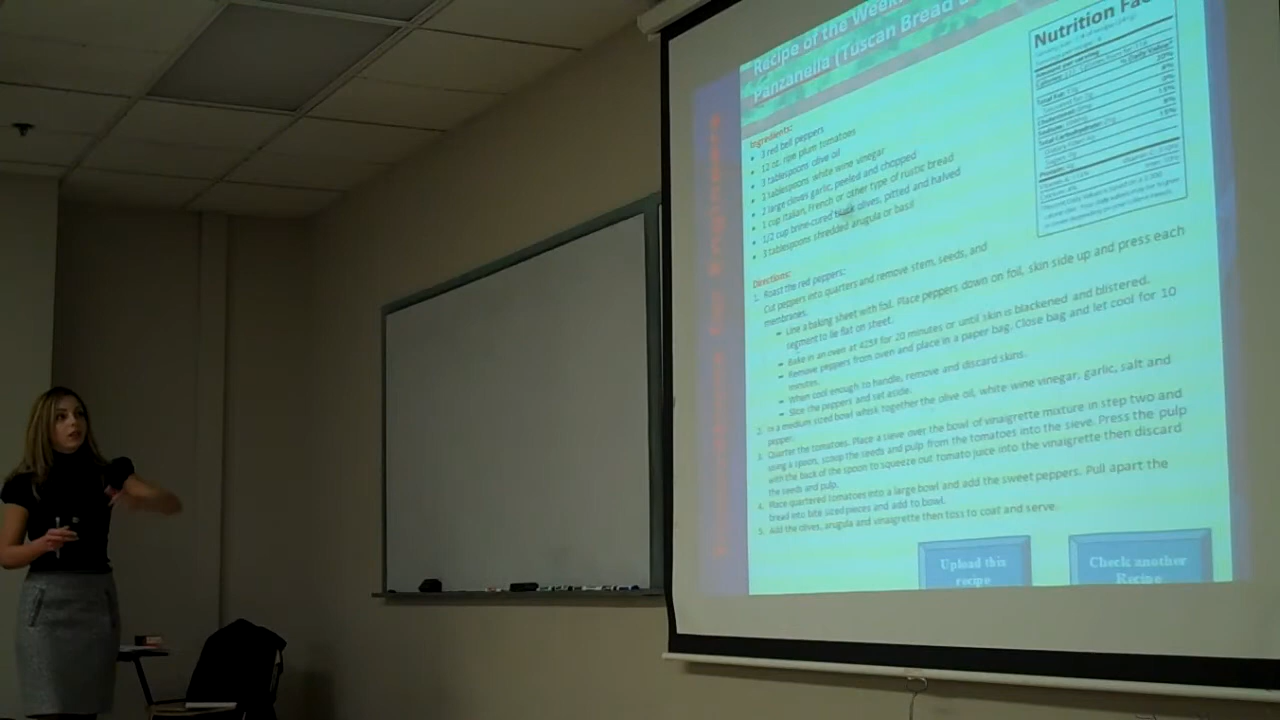 Recipe of the Week:
Panzanella (Tuscan Bread
Nutrition Fac
Ingredients:
• 3 red bell peppers
• 12 oz. ripe plum tomatoes
• 3 tablespoons olive oil
• 1 tablespoons white wine vinegar
• 2 large cloves garlic, peeled and chopped
• 1 cup Italian, French or other type of rustic bread
• 1/2 cup brine-cured black olives, pitted and halved
• 3 tablespoons shredded arugula or basil
Directions:
1. Roast the red peppers:
Cut peppers into quarters and remove stem, seeds, and
membranes.
– Line a baking sheet with foil. Place peppers down on foil, skin side up and press each
segment to lie flat on sheet.
– Bake in an oven at 425F for 20 minutes or until skin is blackened and blistered.
– Remove peppers from oven and place in a paper bag. Close bag and let cool for 10
minutes.
– When cool enough to handle, remove and discard skins.
– Slice the peppers and set aside.
2. In a medium sized bowl whisk together the olive oil, white wine vinegar, garlic, salt and
pepper.
3. Quarter the tomatoes. Place a sieve over the bowl of vinaigrette mixture in step two and
using a spoon, scoop the seeds and pulp from the tomatoes into the sieve. Press the pulp
with the back of the spoon to squeeze out tomato juice into the vinaigrette then discard
the seeds and pulp.
4. Place quartered tomatoes into a large bowl and add the sweet peppers. Pull apart the
bread into bite sized pieces and add to bowl.
5. Add the olives, arugula and vinaigrette then toss to coat and serve.
Upload this
recipe
Check another
Recipe